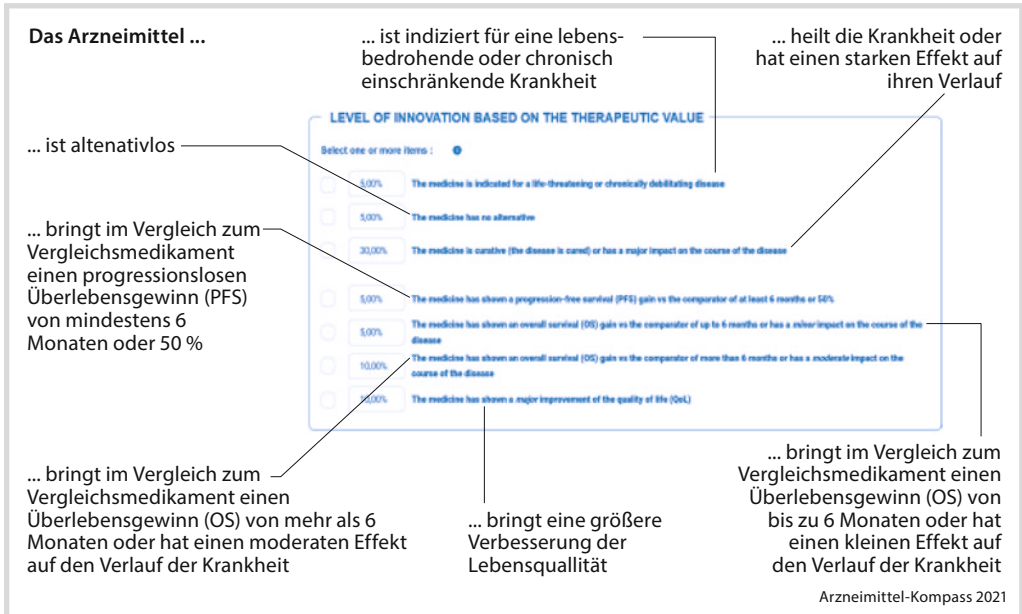 Das Arzneimittel ...
... ist indiziert für eine lebens-
bedrohende oder chronisch
einschränkende Krankheit
... heilt die Krankheit oder
hat einen starken Effekt auf
ihren Verlauf
... ist altenativlos
... bringt im Vergleich zum
Vergleichsmedikament
einen progressionslosen
Überlebensgewinn (PFS)
von mindestens 6
Monaten oder 50 %
LEVEL OF INNOVATION BASED ON THE THERAPEUTIC VALUE
Select one or more items :
5,00% The medicine is indicated for a life-threatening or chronically debilitating disease
5,00% The medicine has no alternative
30,00% The medicine is curative (the disease is cured) or has a major impact on the course of the disease
5,00% The medicine has shown a progression-free survival (PFS) gain vs the comparator of at least 6 months or 50%
5,00% The medicine has shown an overall survival (OS) gain vs the comparator of up to 6 months or has a minor impact on the course of the
disease
10,00% The medicine has shown an overall survival (OS) gain vs the comparator of more than 6 months or has a moderate impact on the
course of the disease
The medicine has shown a major improvement of the quality of life (QoL)
... bringt im Vergleich zum
Vergleichsmedikament einen
Überlebensgewinn (OS) von mehr als 6
Monaten oder hat einen moderaten Effekt
auf den Verlauf der Krankheit
... bringt eine größere
Verbesserung der
Lebensquallität
... bringt im Vergleich zum
Vergleichsmedikament einen
Überlebensgewinn (OS) von
bis zu 6 Monaten oder hat
einen kleinen Effekt auf
den Verlauf der Krankheit
Arzneimittel-Kompass 2021